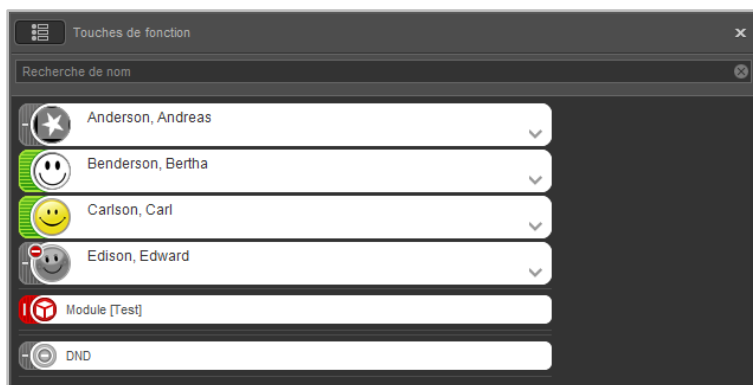 Touches de fonction
Recherche de nom
Anderson, Andreas
Benderson, Bertha
Carlson, Carl
Edison, Edward
Module [Test]
DND